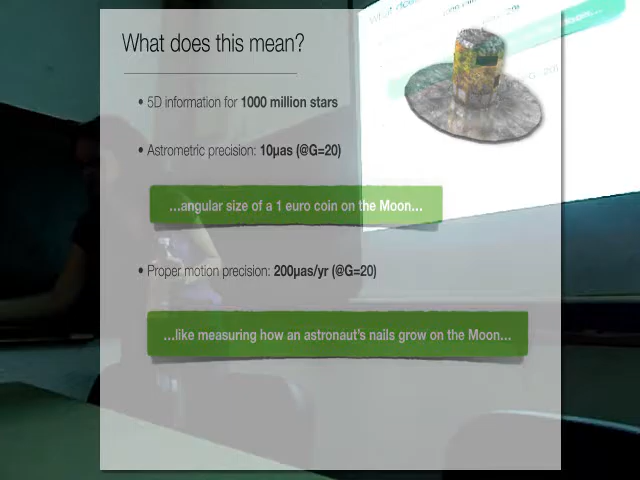 What does this mean?
• 5D information for 1000 million stars
• Astrometric precision: 10µas (@G=20)
...angular size of a 1 euro coin on the Moon...
• Proper motion precision: 200µas/yr (@G=20)
...like measuring how an astronaut's nails grow on the Moon...